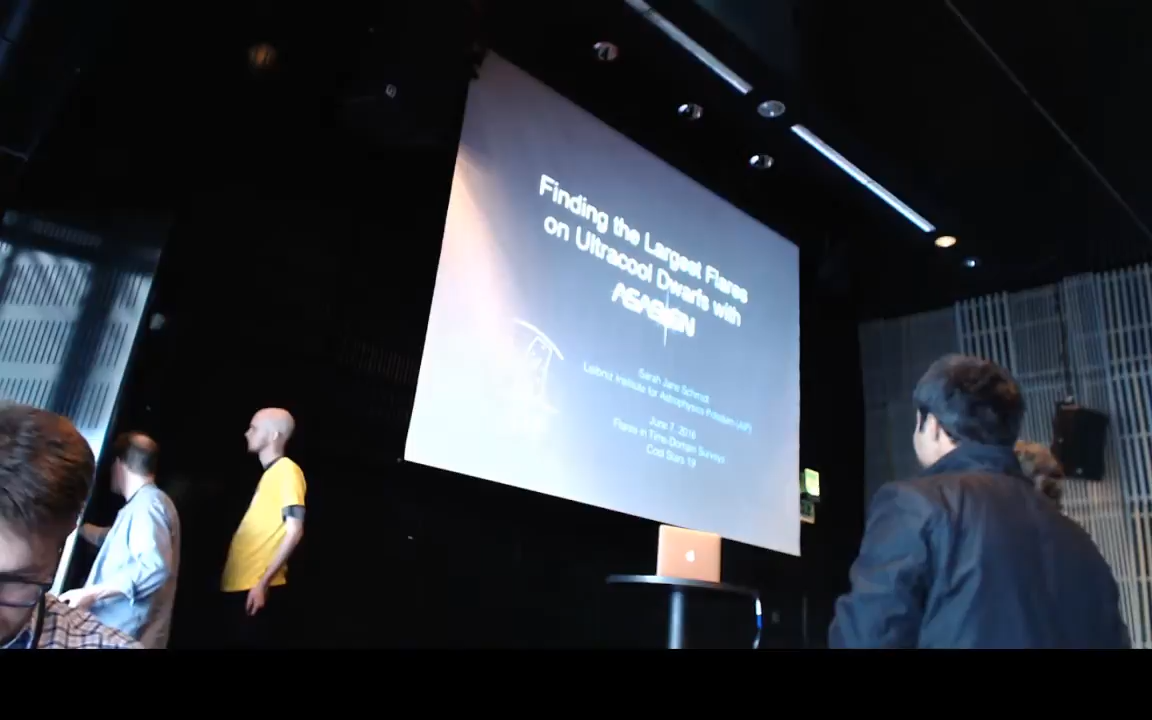 Finding the Largest Flares
on Ultracool Dwarfs with
ASASSN
Sarah Jane Schmidt
Leibniz Institute for Astrophysics Potsdam (AIP)
June 7, 2016
Flares in Time-Domain Surveys
Cool Stars 19